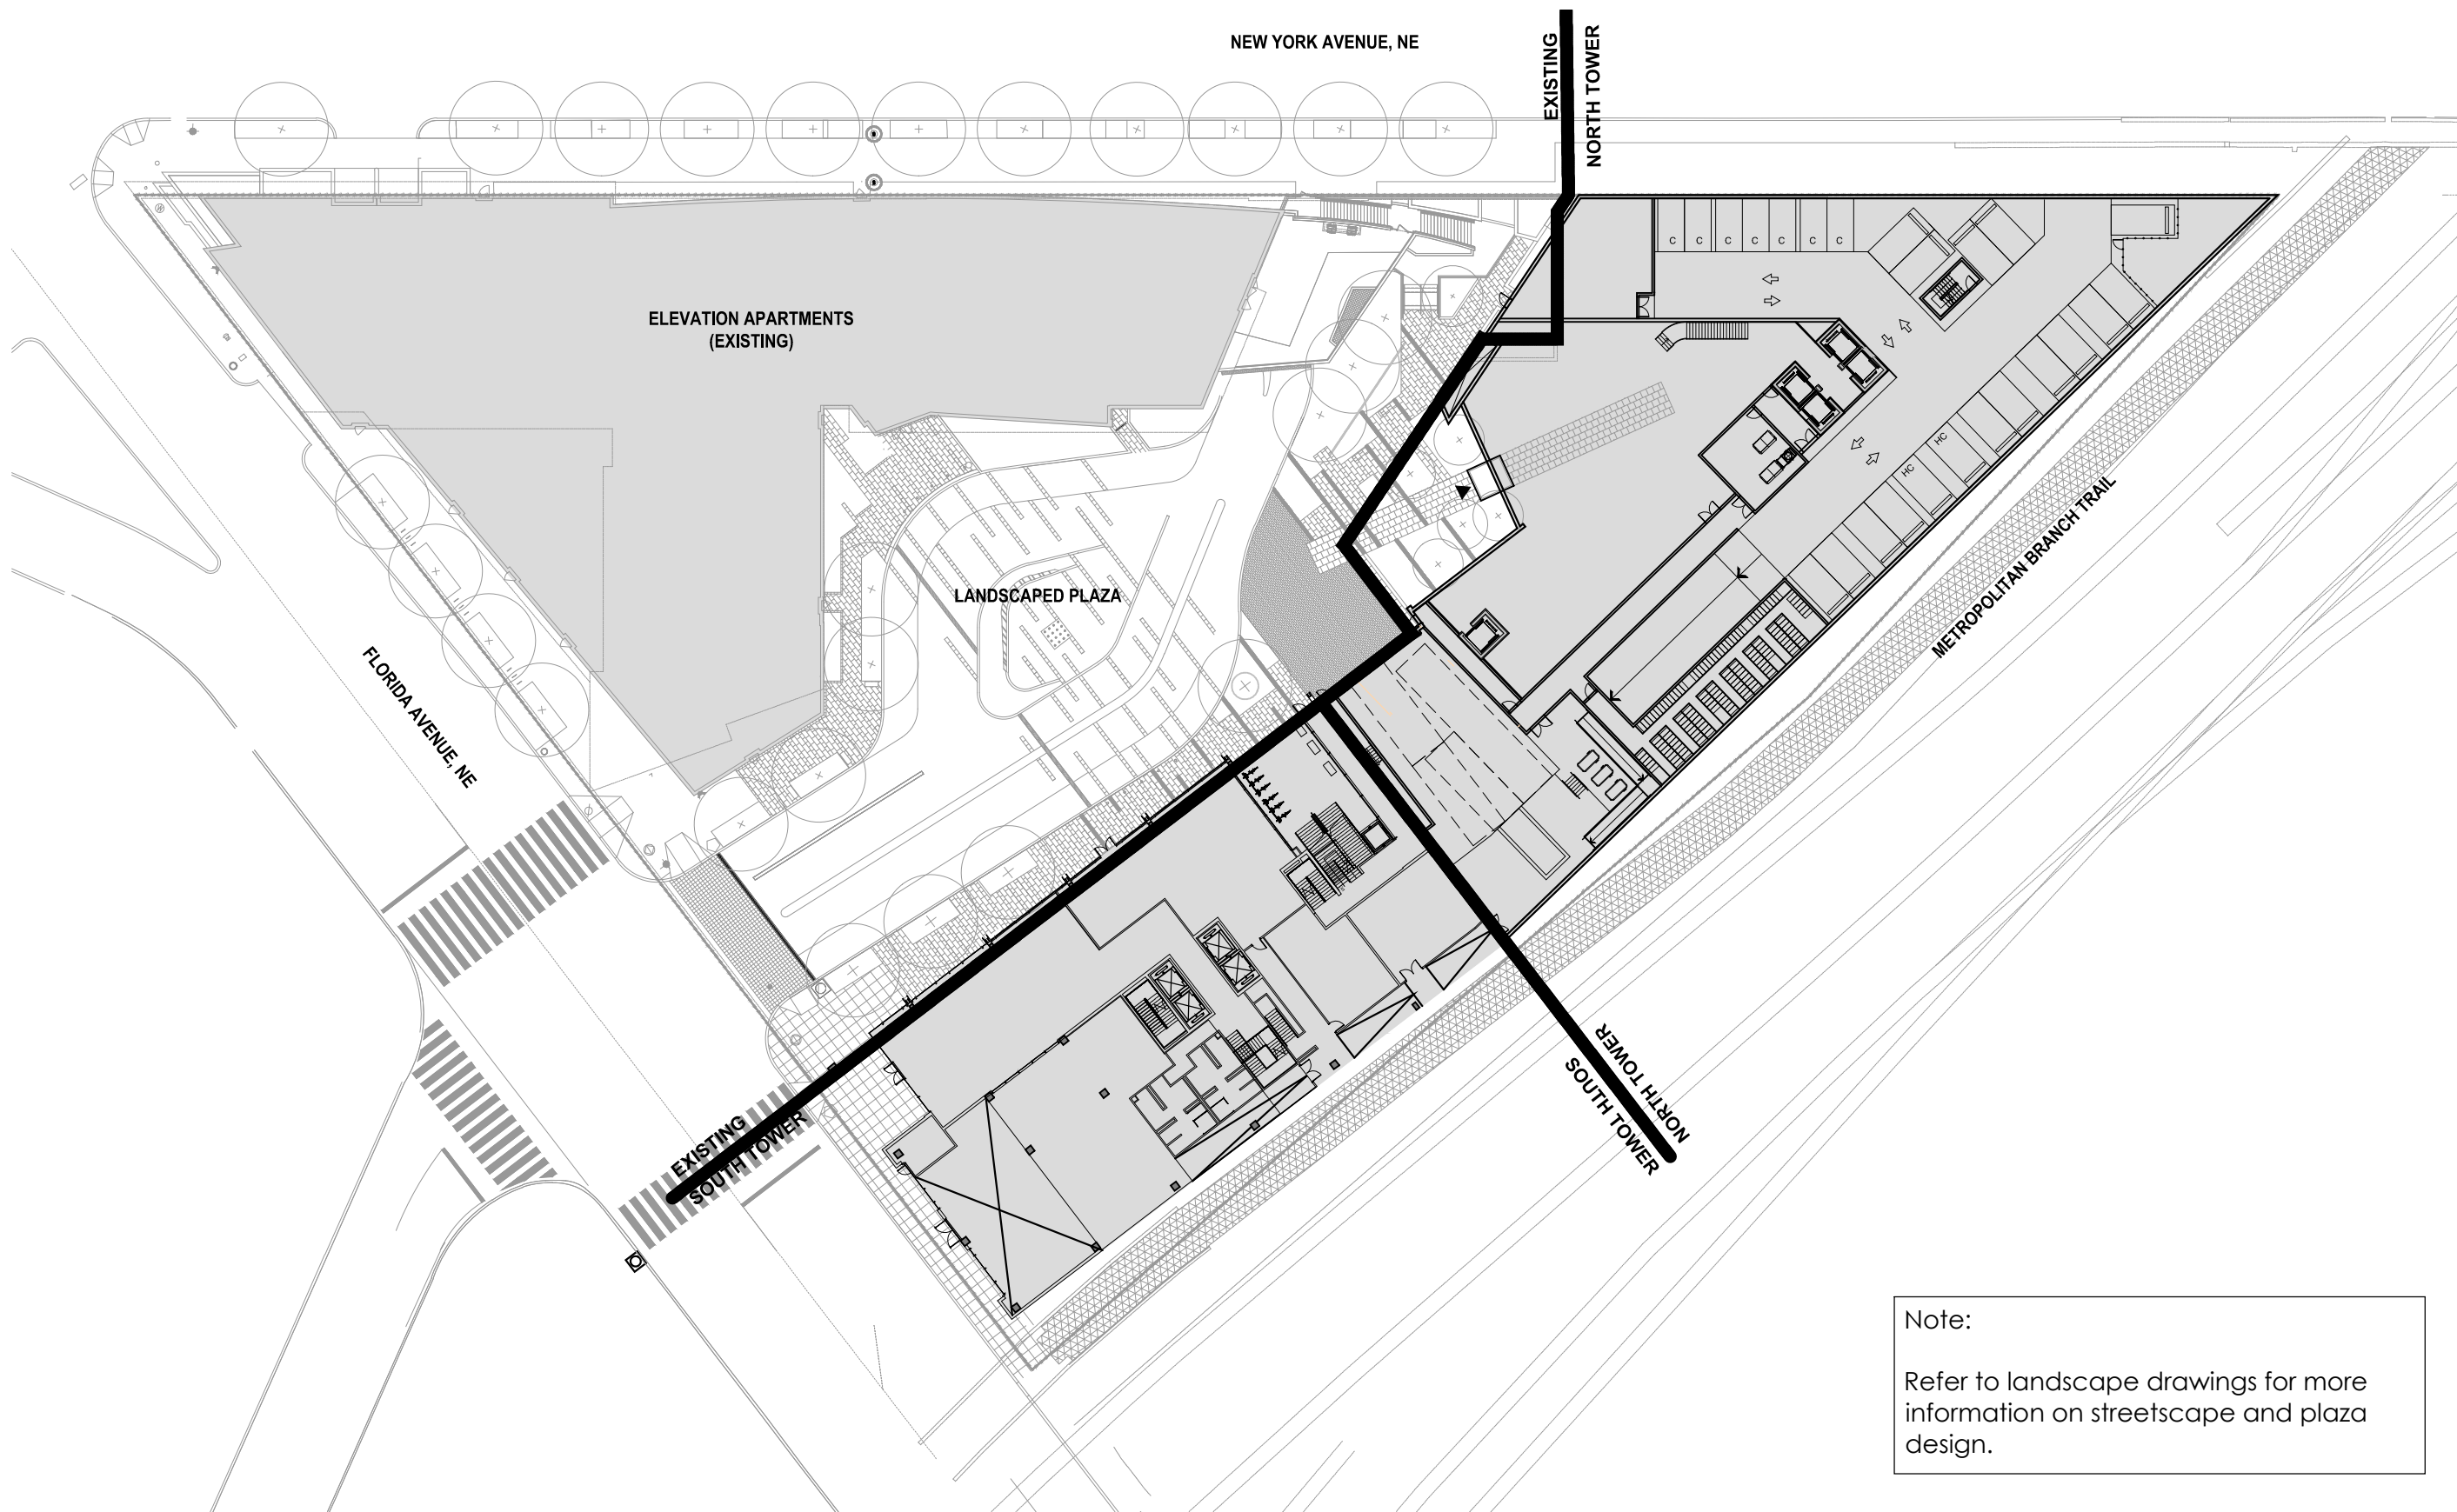 NEW YORK AVENUE, NE
EXISTING
NORTH TOWER
C C C C C C C
ELEVATION APARTMENTS
(EXISTING)
HC
HC
LANDSCAPED PLAZA
METROPOLITAN BRANCH TRAIL
FLORIDA AVENUE, NE
EXISTING
SOUTH TOWER
NORTH TOWER
SOUTH TOWER
Note:
Refer to landscape drawings for more
information on streetscape and plaza
design.